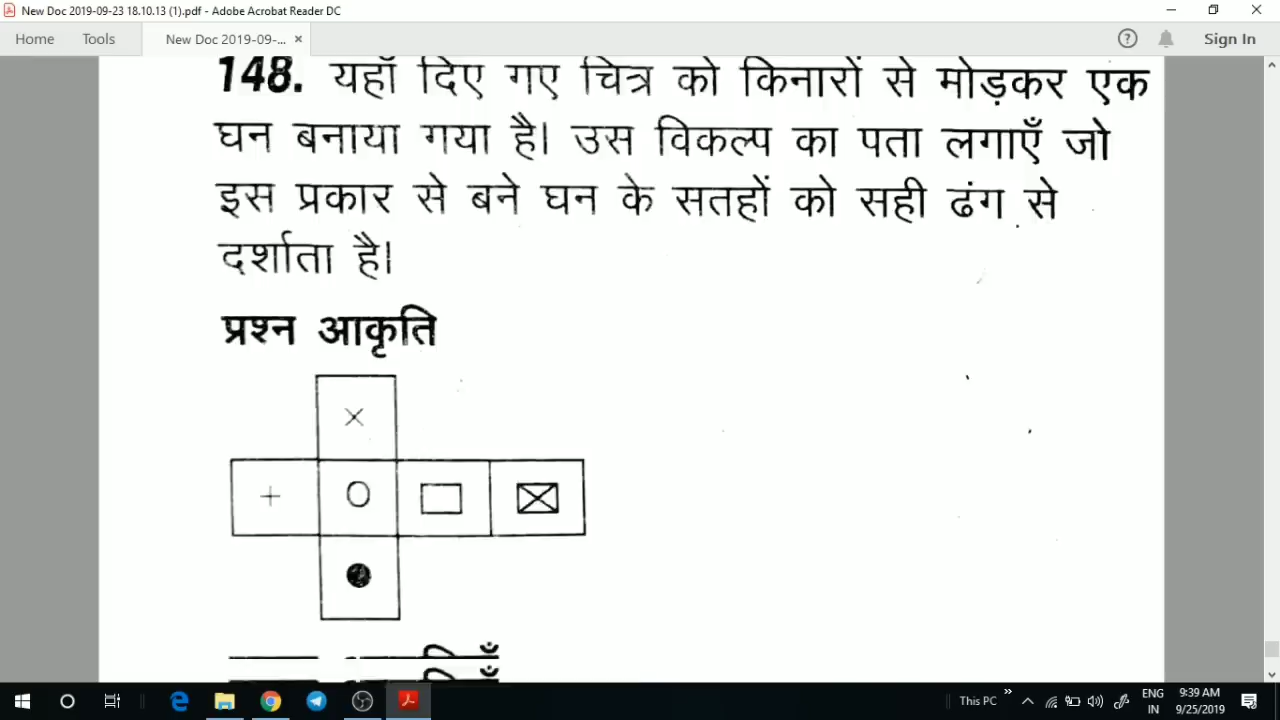 New Doc 2019-09-23 18.10.13 (1).pdf - Adobe Acrobat Reader DC
Home Tools New Doc 2019-09-... × ? Sign In
148. यहाँ दिए गए चित्र को किनारों से मोड़कर एक
घन बनाया गया है। उस विकल्प का पता लगाएँ जो
इस प्रकार से बने घन के सतहों को सही ढंग से
दर्शाता है।
प्रश्न आकृति
This PC » ENG 9:39 AM
IN 9/25/2019